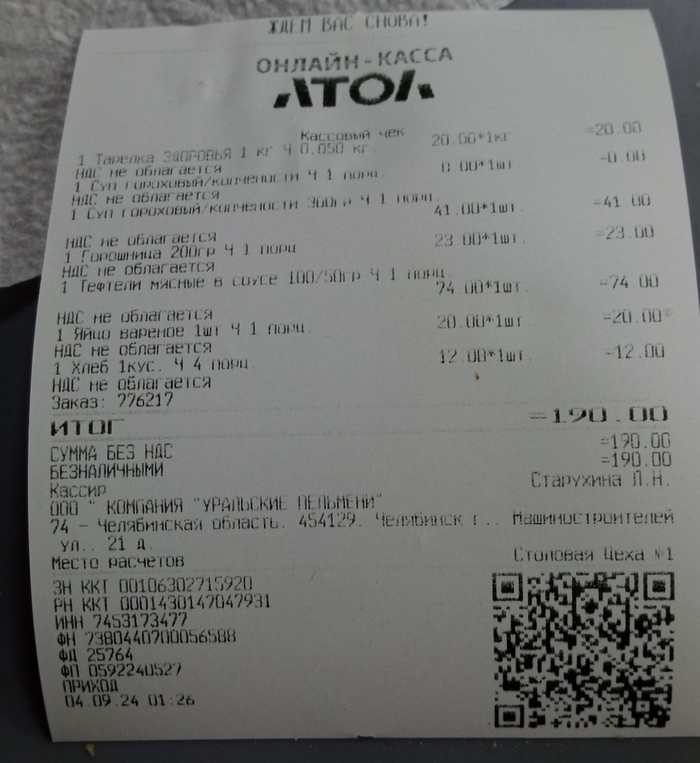 ЖДЕМ ВАС СНОВА!
ОНЛАЙН-КАССА
АТОЛ
Кассовый чек
1 Тарелка ЗДОРОВЬЯ 1 кг Ч 0.050 кг. 20.00*1кг =20.00
НДС не облагается
1 Суп гороховый/копчености Ч 1 порц. 0.00*1шт. =0.00
НДС не облагается
1 Суп гороховый/копчености 300гр Ч 1 порц.
41.00*1шт. =41.00
НДС не облагается
1 Горошница 200гр Ч 1 порц. 23.00*1шт. =23.00
НДС не облагается
1 Тефтели мясные в соусе 100/50гр Ч 1 порц.
74.00*1шт. =74.00
НДС не облагается
1 Яйцо вареное 1шт Ч 1 порц. 20.00*1шт. =20.00
НДС не облагается
1 Хлеб 1кус. Ч 4 порц. 12.00*1шт. =12.00
НДС не облагается
Заказ: 776217
ИТОГ =190.00
СУММА БЕЗ НДС =190.00
БЕЗНАЛИЧНЫМИ =190.00
Кассир Старухина Л.Н.
ООО " КОМПАНИЯ "УРАЛЬСКИЕ ПЕЛЬМЕНИ"
74 - Челябинская область. 454129. Челябинск г.. Машиностроителей
ул.. 21 д.
Место расчетов Столовая Цеха №1
ЗН ККТ 00106302715920
РН ККТ 0001430147047931
ИНН 7453173477
ФН 7380440700056588
ФД 25764
ФП 0592240527
ПРИХОД
04.09.24 01:26